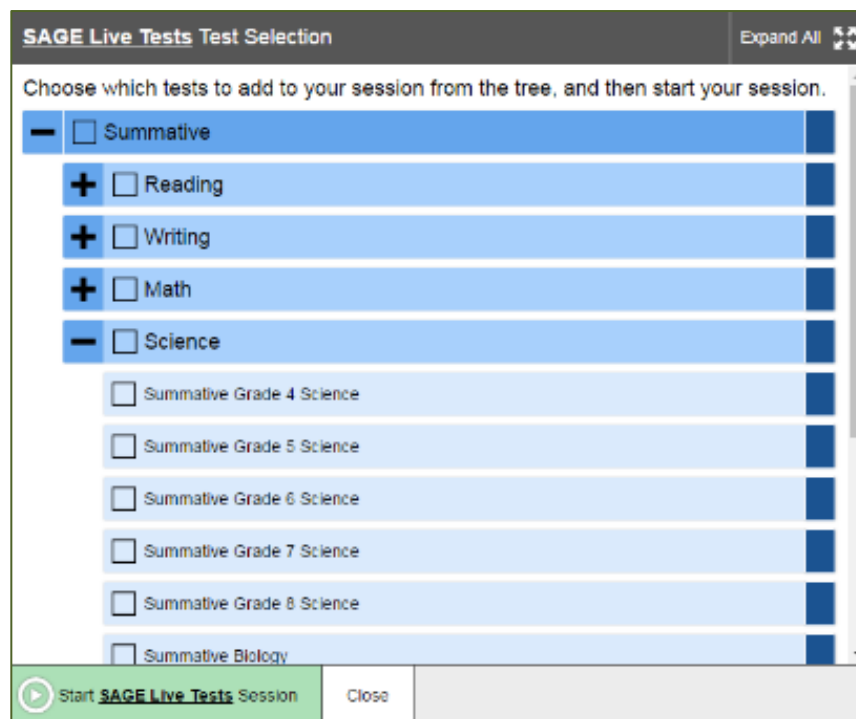 SAGE Live Tests Test Selection Expand All
Choose which tests to add to your session from the tree, and then start your session.
Summative
Reading
Writing
Math
Science
Summative Grade 4 Science
Summative Grade 5 Science
Summative Grade 6 Science
Summative Grade 7 Science
Summative Grade 8 Science
Summative Biology
Start SAGE Live Tests Session Close